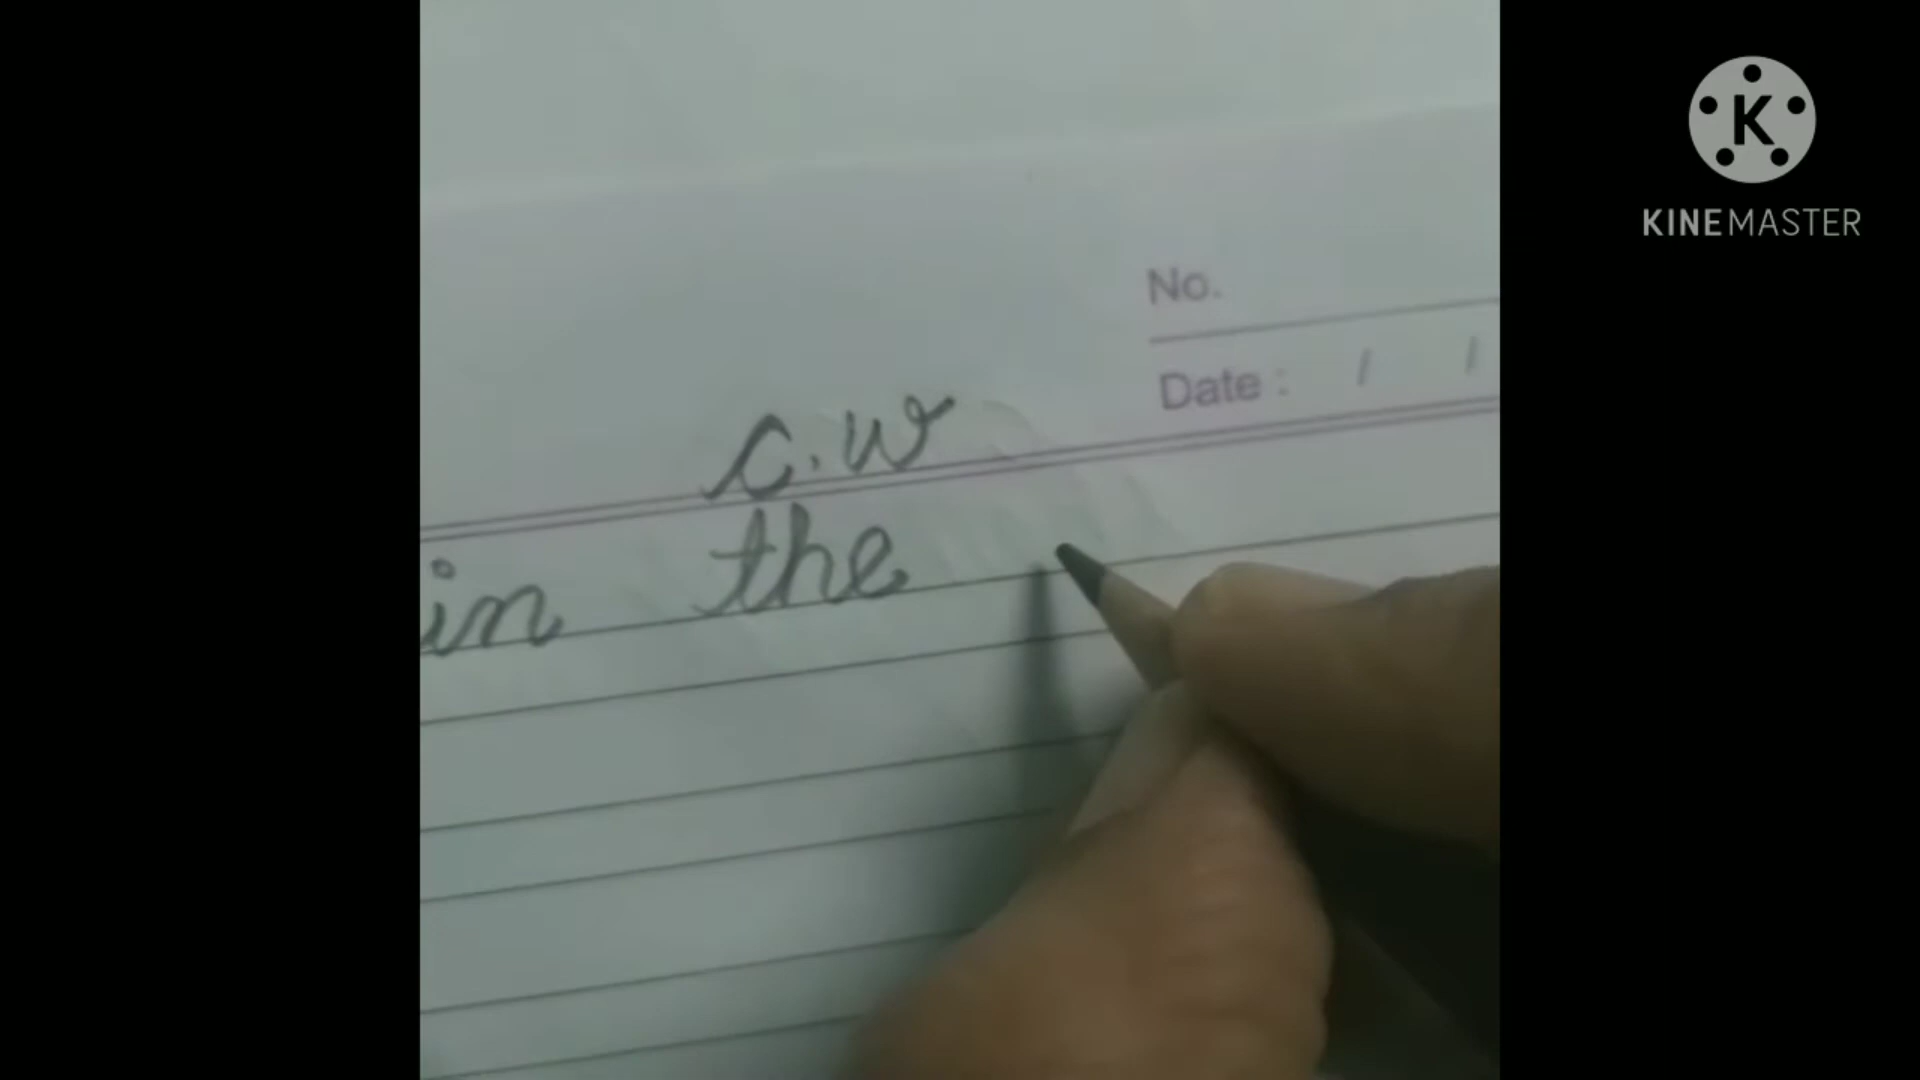 KINEMASTER
No.
Date : / /
c.w
in the